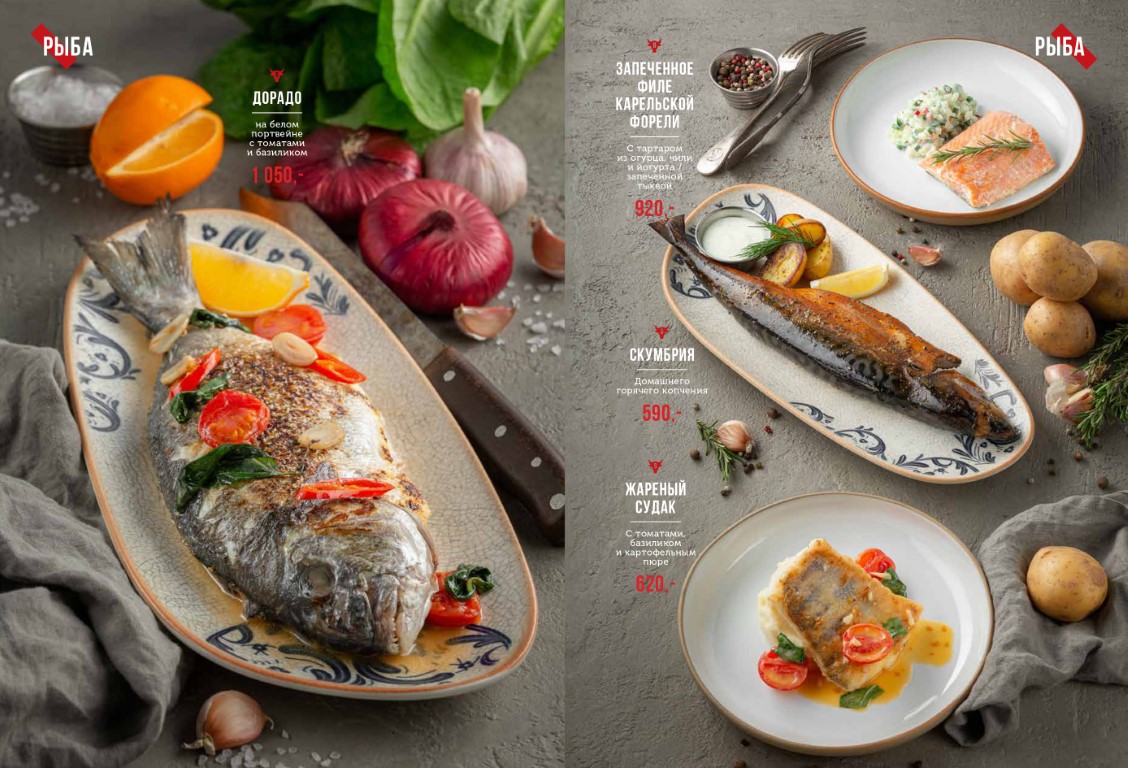 РЫБА
ДОРАДО
на белом
портвейне
с томатами
и базиликом
1 050,-
РЫБА
ЗАПЕЧЕННОЕ
ФИЛЕ
КАРЕЛЬСКОЙ
ФОРЕЛИ
С тартаром
из огурца, чили
и йогурта /
запеченной
тыквой
920,-
СКУМБРИЯ
Домашнего
горячего копчения
590,-
ЖАРЕНЫЙ
СУДАК
С томатами,
базиликом
и картофельным
пюре
620,-